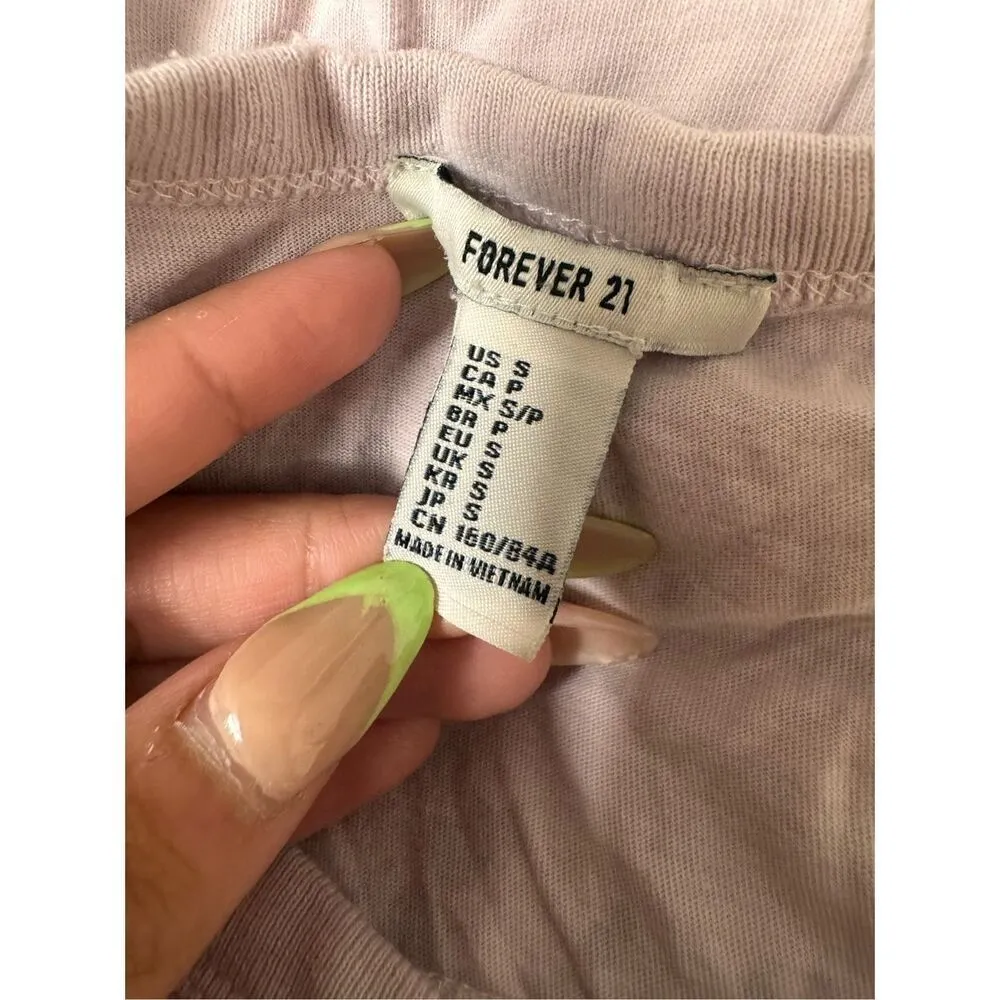 FOREVER 21
US S
CA P
MX S/P
BR P
EU S
UK S
KR S
JP S
CN 160/84A
MADE IN VIETNAM